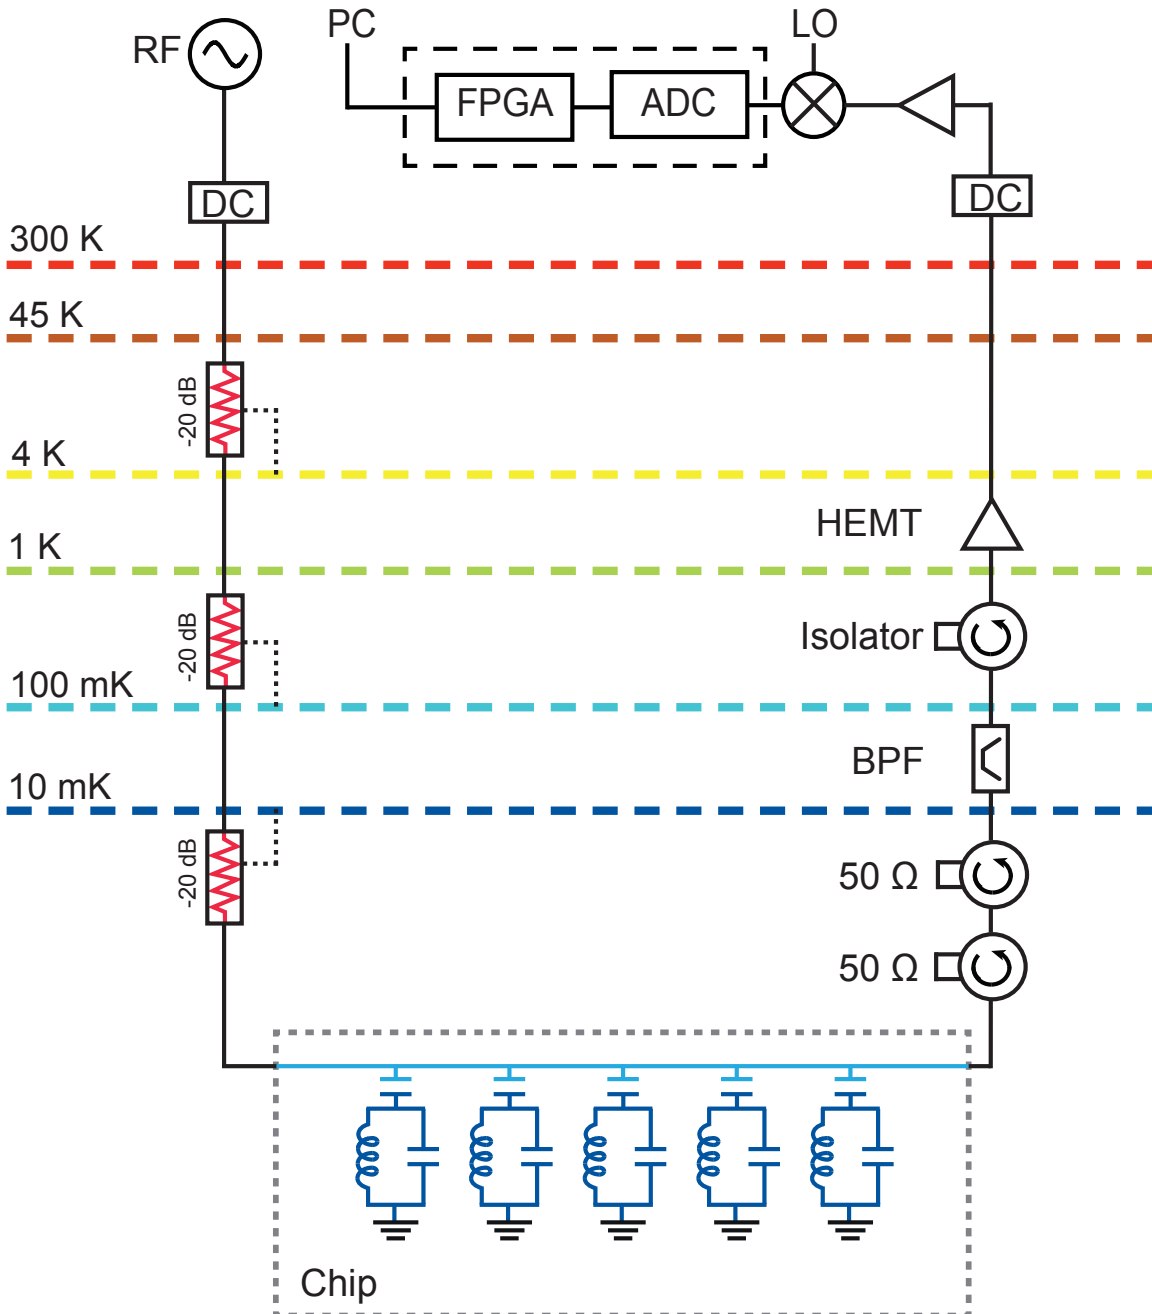 PC
LO
RF
FPGA
ADC
DC
DC
300 K
45 K
-20 dB
4 K
HEMT
1 K
-20 dB
Isolator
100 mK
BPF
10 mK
-20 dB
50 Ω
50 Ω
Chip